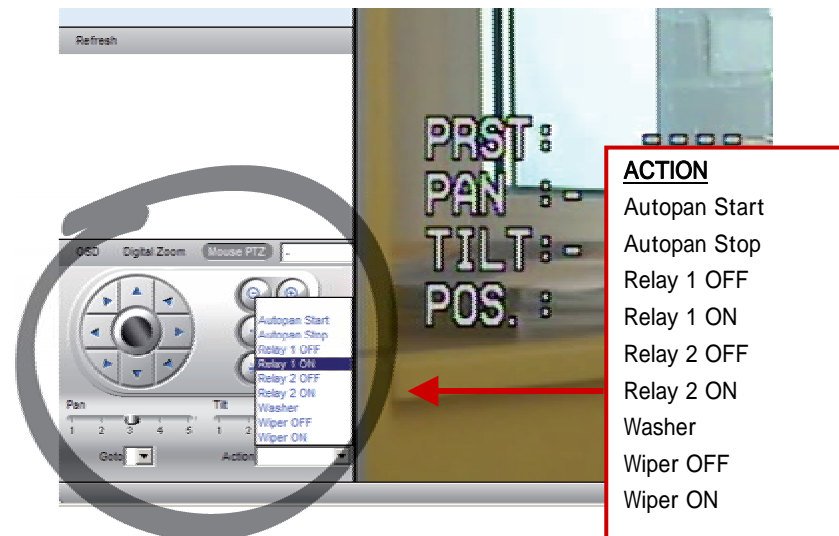 Refresh
OSD Digital Zoom Mouse PTZ -
Autopan Start
Autopan Stop
Relay 1 OFF
Relay 1 ON
Relay 2 OFF
Relay 2 ON
Washer
Wiper OFF
Wiper ON
Pan Tilt
1 2 3 4 5 1 2
Goto Action
PRST: ----
PAN :-
TILT:-
POS. :
ACTION
Autopan Start
Autopan Stop
Relay 1 OFF
Relay 1 ON
Relay 2 OFF
Relay 2 ON
Washer
Wiper OFF
Wiper ON